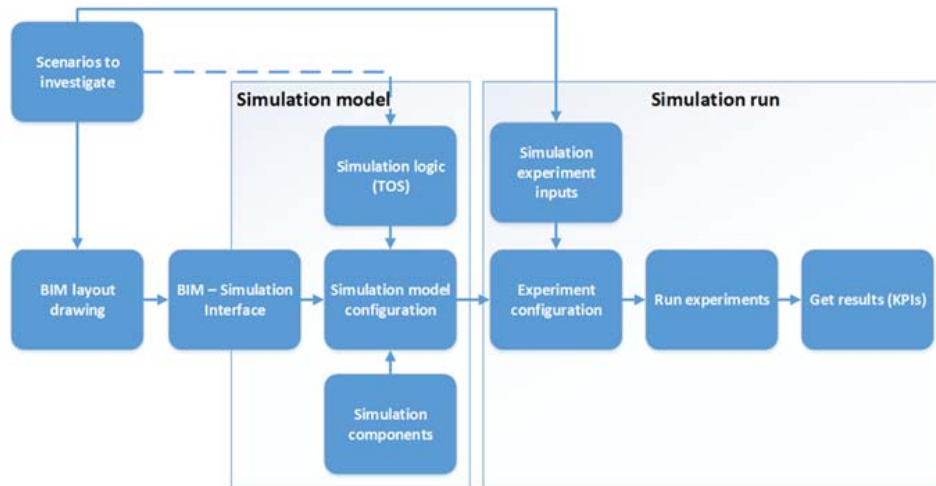 Scenarios to
investigate
Simulation model
Simulation run
Simulation logic
(TOS)
Simulation
experiment
inputs
BIM layout
drawing
BIM – Simulation
Interface
Simulation model
configuration
Experiment
configuration
Run experiments
Get results (KPIs)
Simulation
components